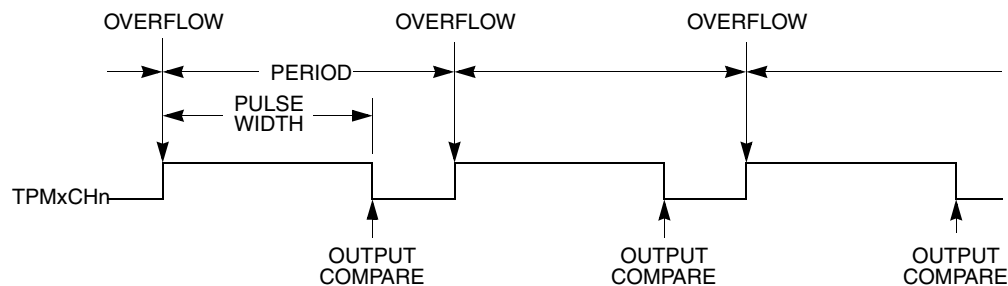 OVERFLOW
OVERFLOW
OVERFLOW
PERIOD
PULSE
WIDTH
TPMxCHn
OUTPUT
COMPARE
OUTPUT
COMPARE
OUTPUT
COMPARE